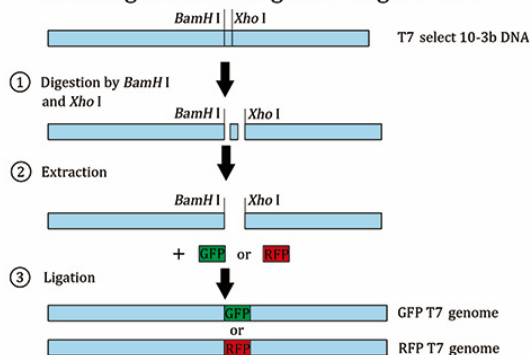 BamH I Xho I
T7 select 10-3b DNA
① Digestion by BamH I
and Xho I
BamH I Xho I
② Extraction
BamH I Xho I
+ GFP or RFP
③ Ligation
GFP GFP T7 genome
or
RFP RFP T7 genome